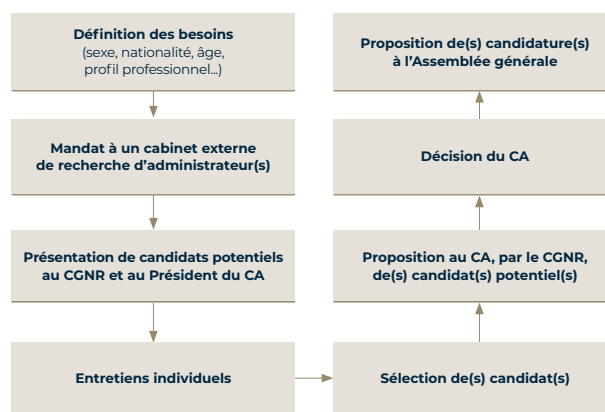 Définition des besoins
(sexe, nationalité, âge,
profil professionnel...)
Mandat à un cabinet externe
de recherche d'administrateur(s)
Présentation de candidats potentiels
au CGNR et au Président du CA
Entretiens individuels
Sélection de(s) candidat(s)
Proposition au CA, par le CGNR,
de(s) candidat(s) potentiel(s)
Décision du CA
Proposition de(s) candidature(s)
à l'Assemblée générale